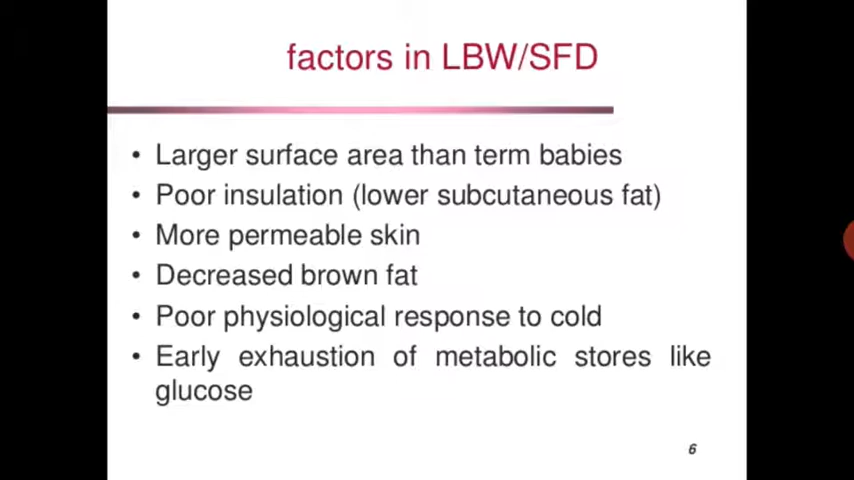 factors in LBW/SFD
• Larger surface area than term babies
• Poor insulation (lower subcutaneous fat)
• More permeable skin
• Decreased brown fat
• Poor physiological response to cold
• Early exhaustion of metabolic stores like
glucose
6